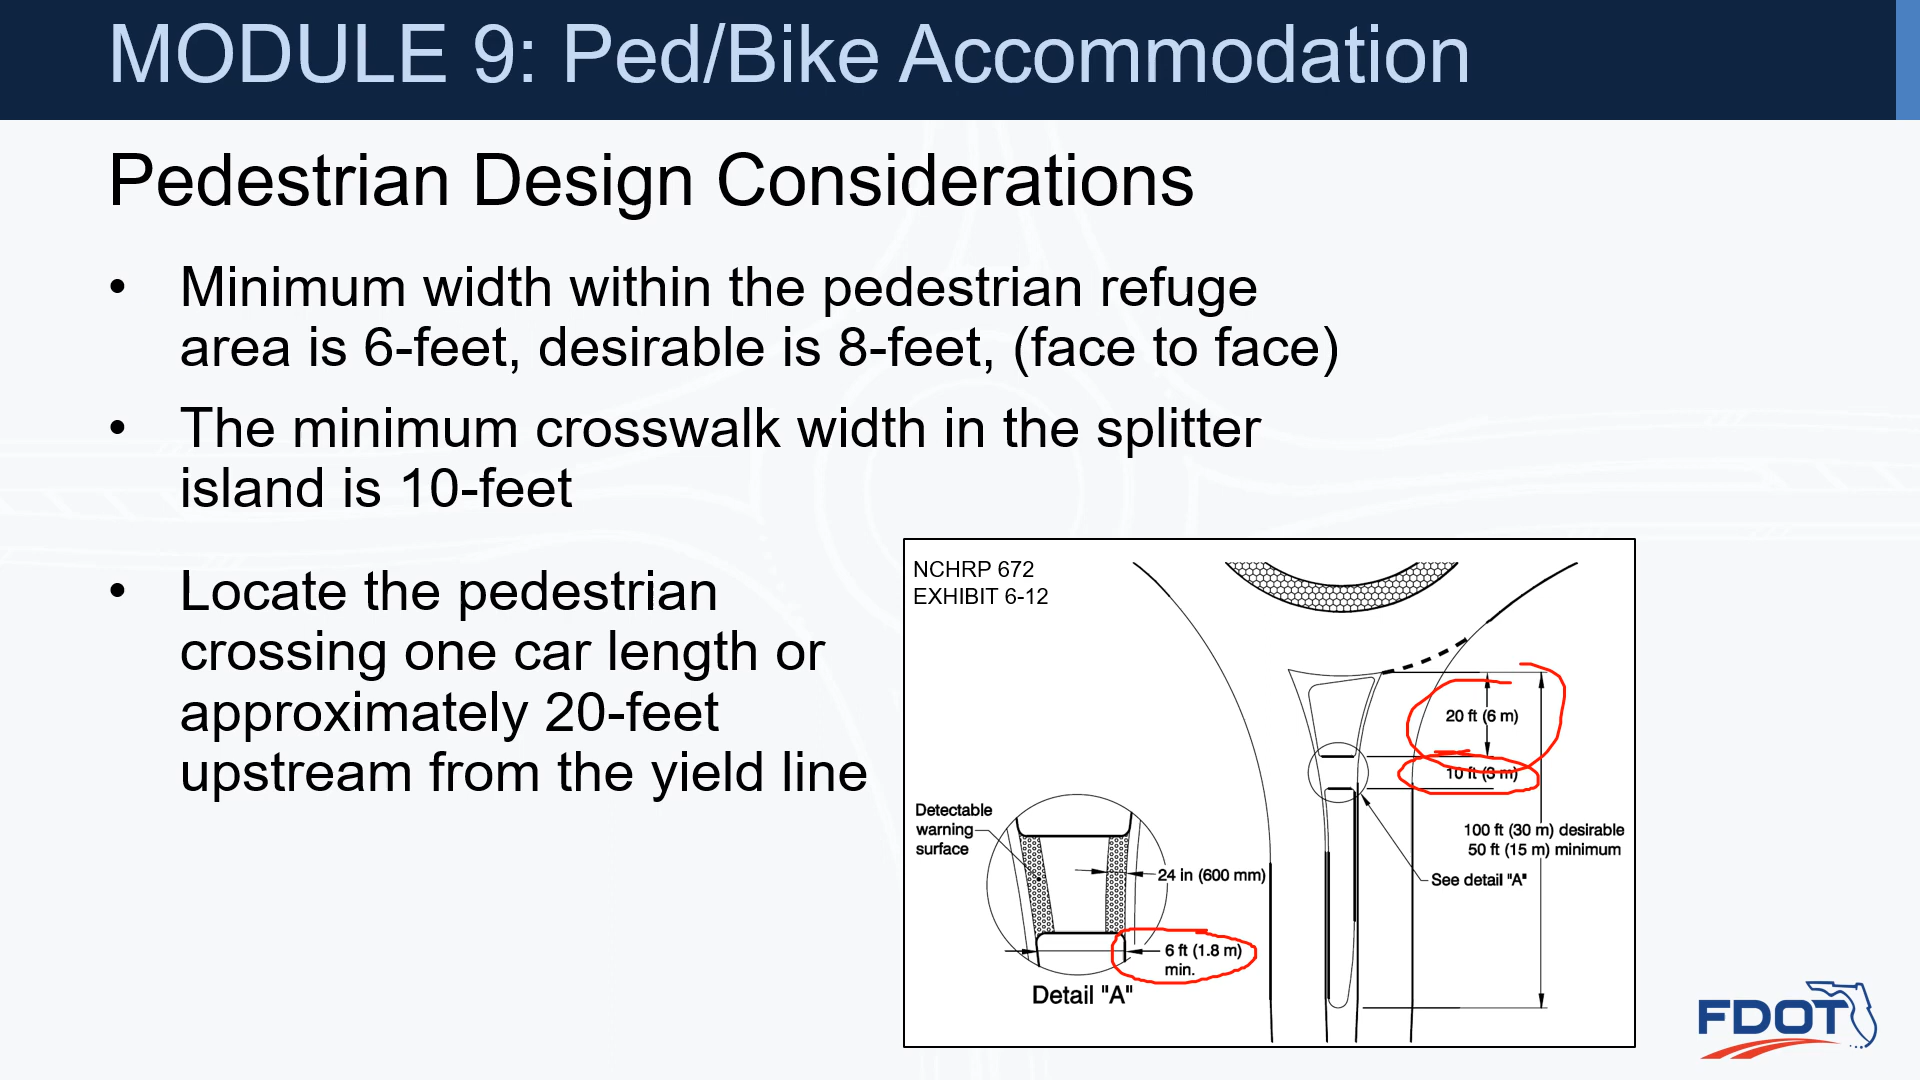 MODULE 9: Ped/Bike Accommodation
Pedestrian Design Considerations
• Minimum width within the pedestrian refuge
area is 6-feet, desirable is 8-feet, (face to face)
• The minimum crosswalk width in the splitter
island is 10-feet
• Locate the pedestrian
crossing one car length or
approximately 20-feet
upstream from the yield line
NCHRP 672
EXHIBIT 6-12
20 ft (6 m)
10 ft (3 m)
100 ft (30 m) desirable
50 ft (15 m) minimum
See detail "A"
Detectable
warning
surface
24 in (600 mm)
6 ft (1.8 m)
min.
Detail "A"
FDOT